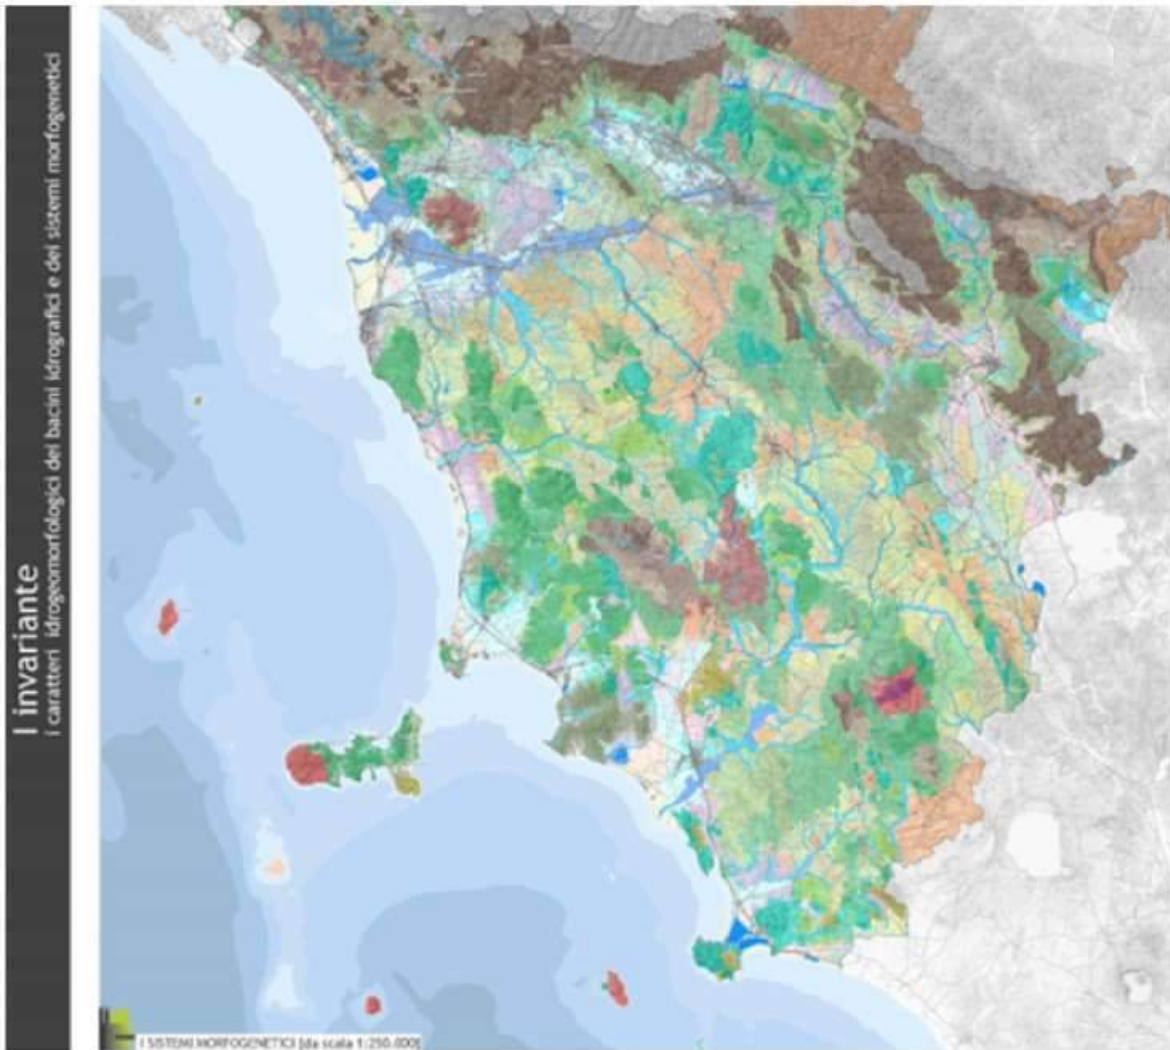 I invariante
i caratteri idrogeomorfologici dei bacini idrografici e dei sistemi morfogenetici
I SISTEMI MORFOGENETICI [da scala 1:250.000]